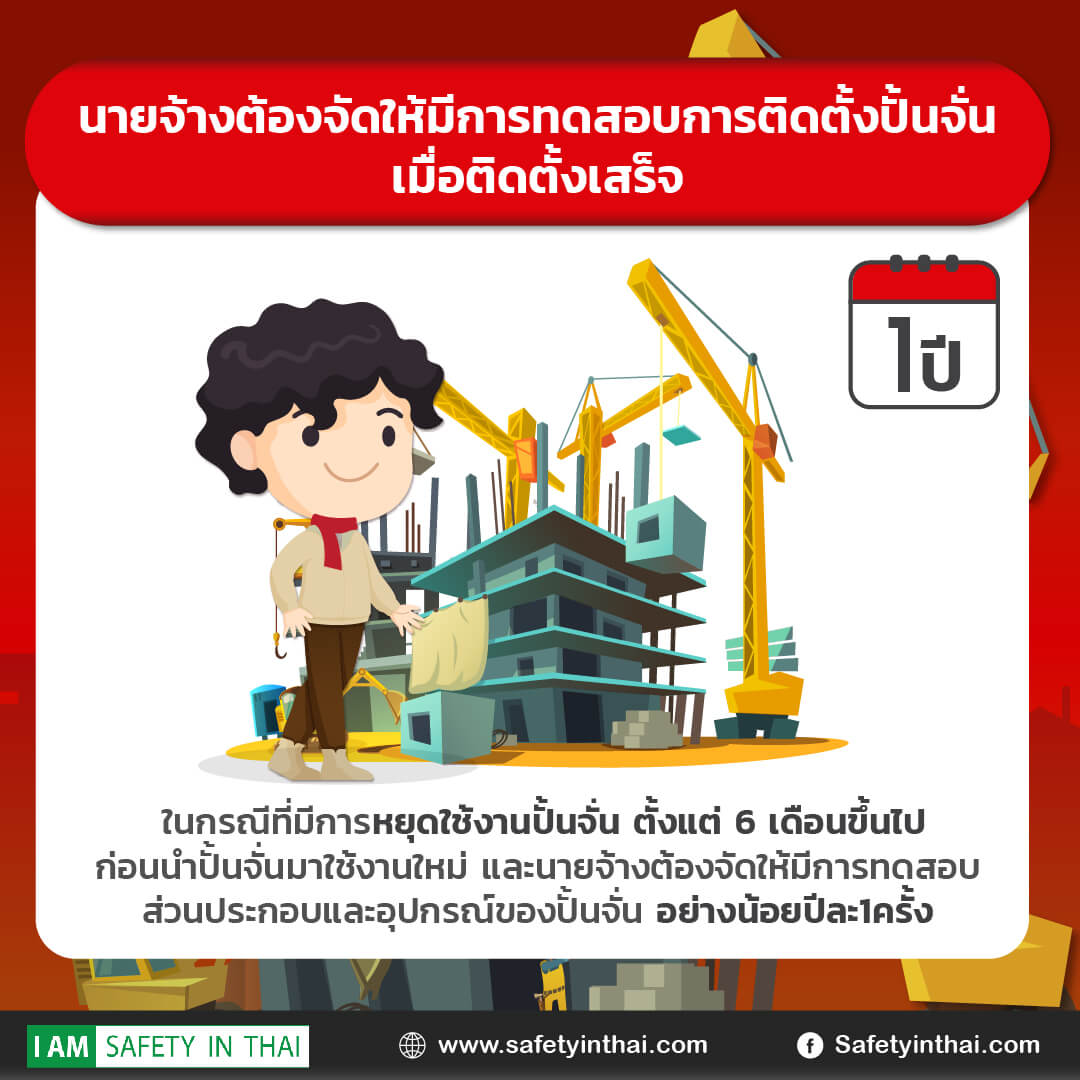 นายจ้างต้องจัดให้มีการทดสอบการติดตั้งปั้นจั่น
เมื่อติดตั้งเสร็จ
1ปี
ในกรณีที่มีการหยุดใช้งานปั้นจั่น ตั้งแต่ 6 เดือนขึ้นไป
ก่อนนำปั้นจั่นมาใช้งานใหม่ และนายจ้างต้องจัดให้มีการทดสอบ
ส่วนประกอบและอุปกรณ์ของปั้นจั่น อย่างน้อยปีละ1ครั้ง
I AM SAFETY IN THAI
www.safetyinthai.com
Safetyinthai.com